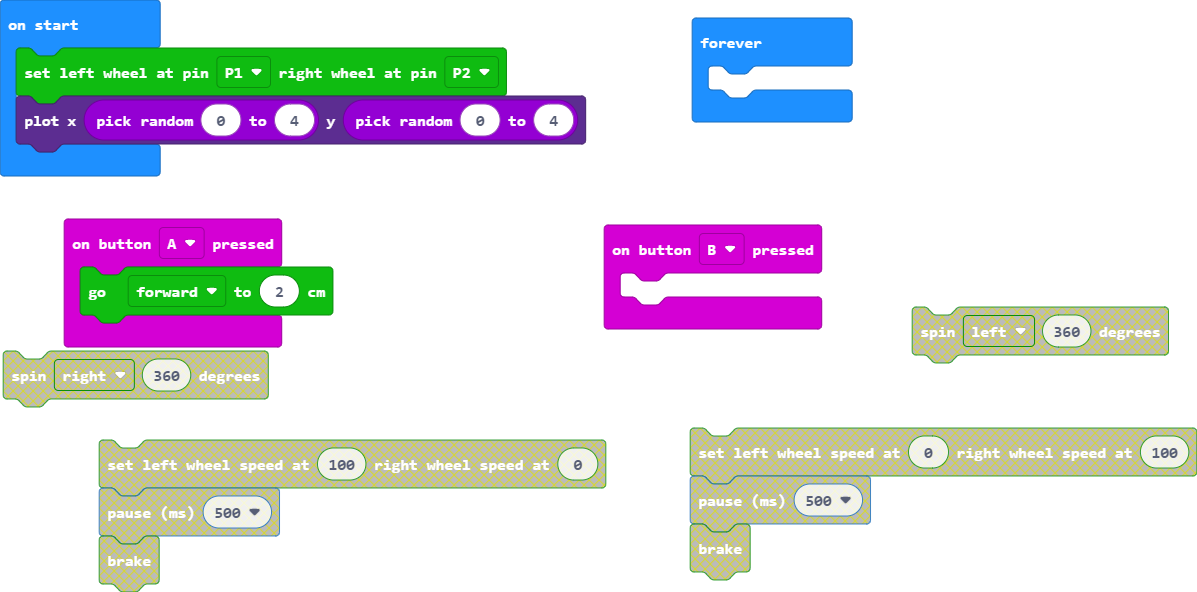 on start
set left wheel at pin P1 right wheel at pin P2
plot x pick random 0 to 4 y pick random 0 to 4
forever
on button A pressed
go forward to 2 cm
on button B pressed
spin left 360 degrees
spin right 360 degrees
set left wheel speed at 100 right wheel speed at 0
pause (ms) 500
brake
set left wheel speed at 0 right wheel speed at 100
pause (ms) 500
brake